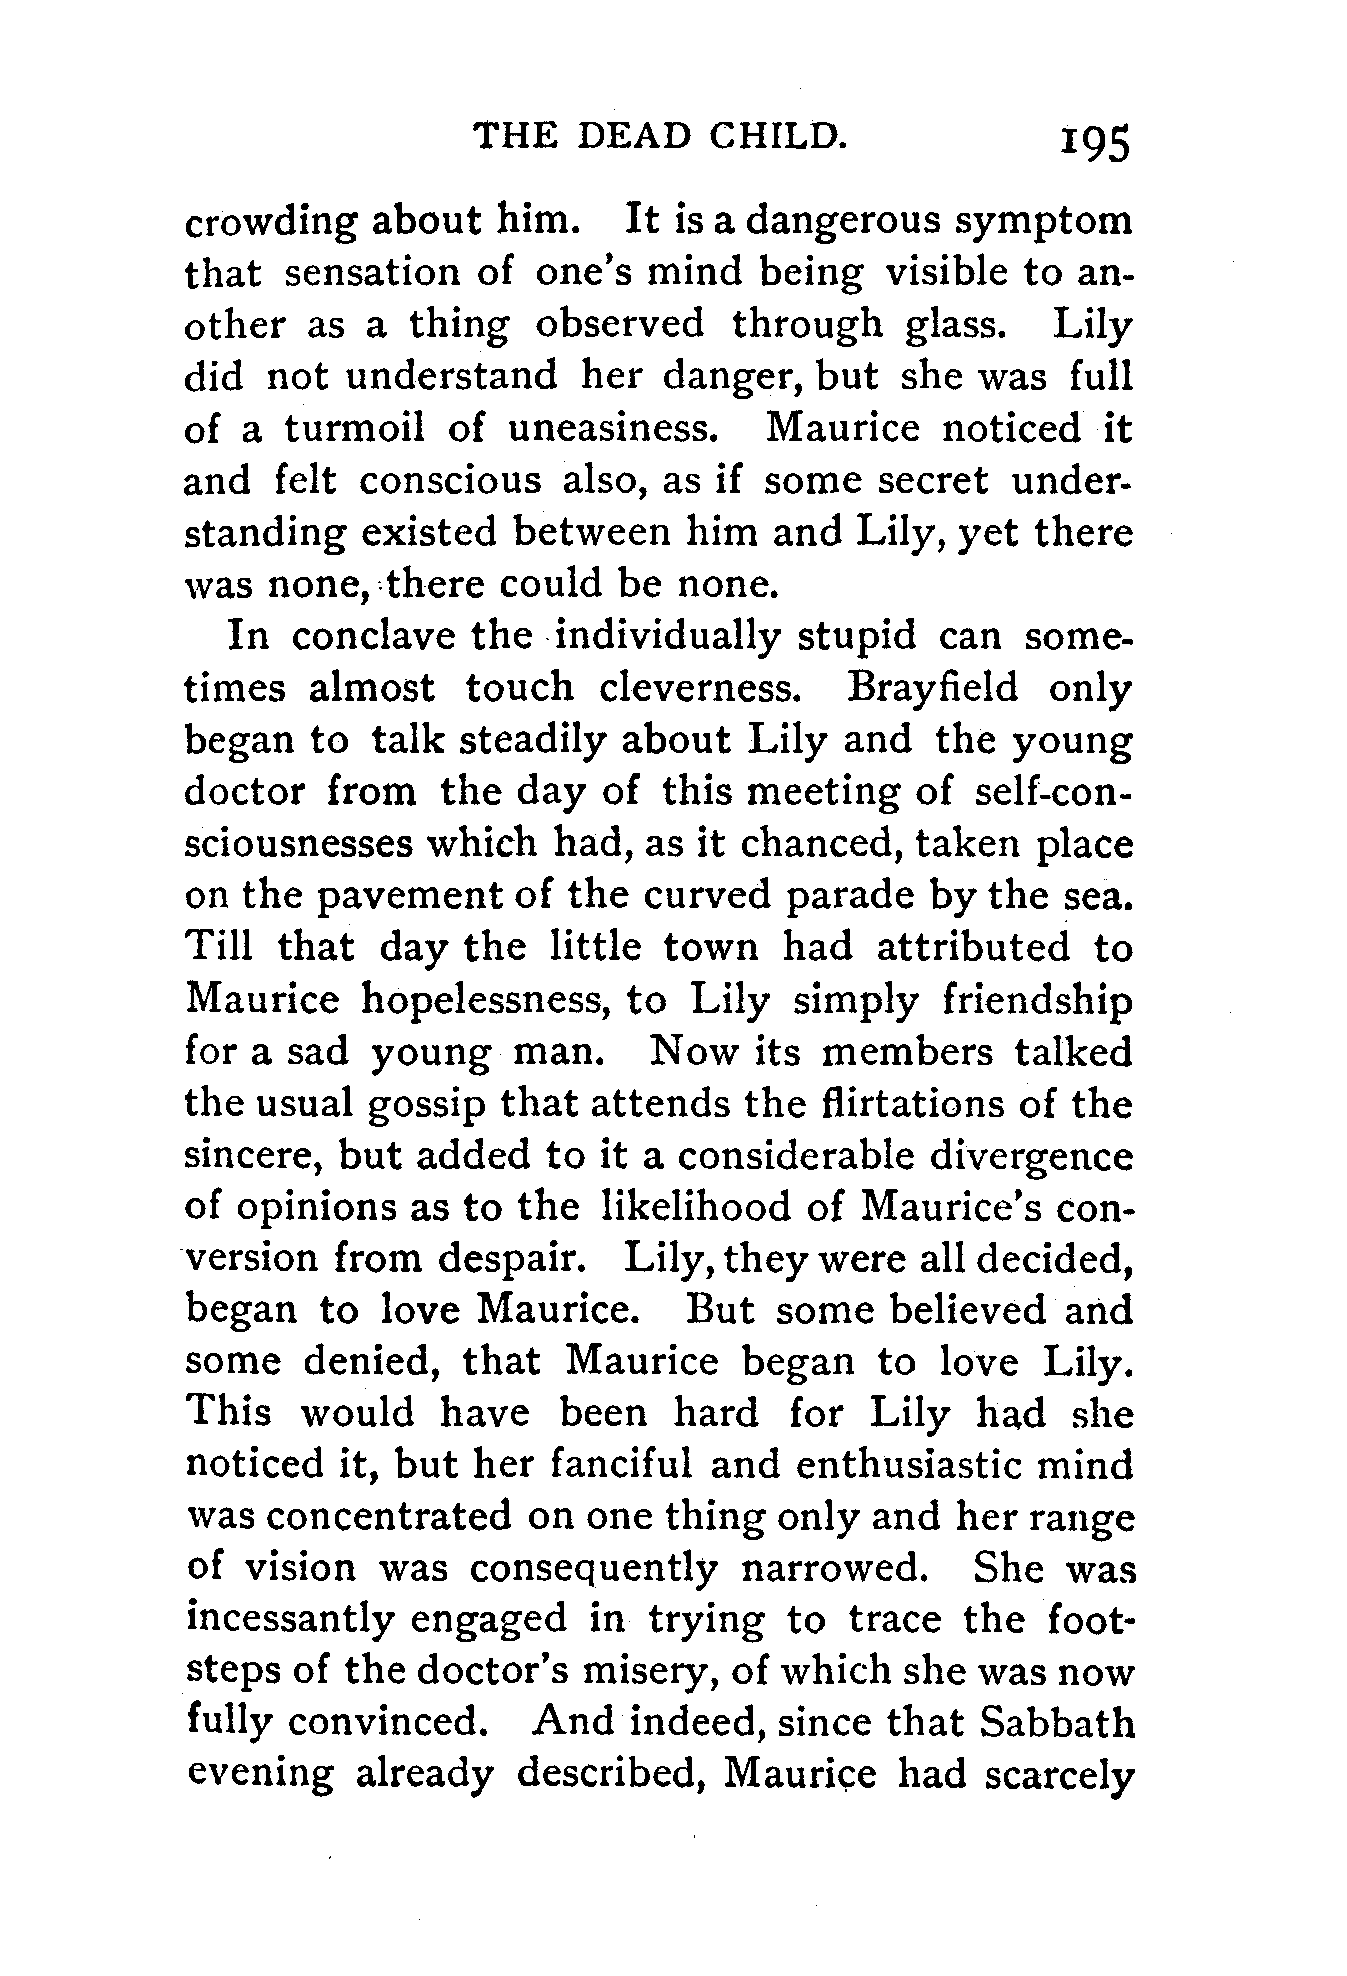 THE DEAD CHILD. 195
crowding about him. It is a dangerous symptom
that sensation of one's mind being visible to an-
other as a thing observed through glass. Lily
did not understand her danger, but she was full
of a turmoil of uneasiness. Maurice noticed it
and felt conscious also, as if some secret under-
standing existed between him and Lily, yet there
was none, there could be none.
In conclave the individually stupid can some-
times almost touch cleverness. Brayfield only
began to talk steadily about Lily and the young
doctor from the day of this meeting of self-con-
sciousnesses which had, as it chanced, taken place
on the pavement of the curved parade by the sea.
Till that day the little town had attributed to
Maurice hopelessness, to Lily simply friendship
for a sad young man. Now its members talked
the usual gossip that attends the flirtations of the
sincere, but added to it a considerable divergence
of opinions as to the likelihood of Maurice's con-
version from despair. Lily, they were all decided,
began to love Maurice. But some believed and
some denied, that Maurice began to love Lily.
This would have been hard for Lily had she
noticed it, but her fanciful and enthusiastic mind
was concentrated on one thing only and her range
of vision was consequently narrowed. She was
incessantly engaged in trying to trace the foot-
steps of the doctor's misery, of which she was now
fully convinced. And indeed, since that Sabbath
evening already described, Maurice had scarcely